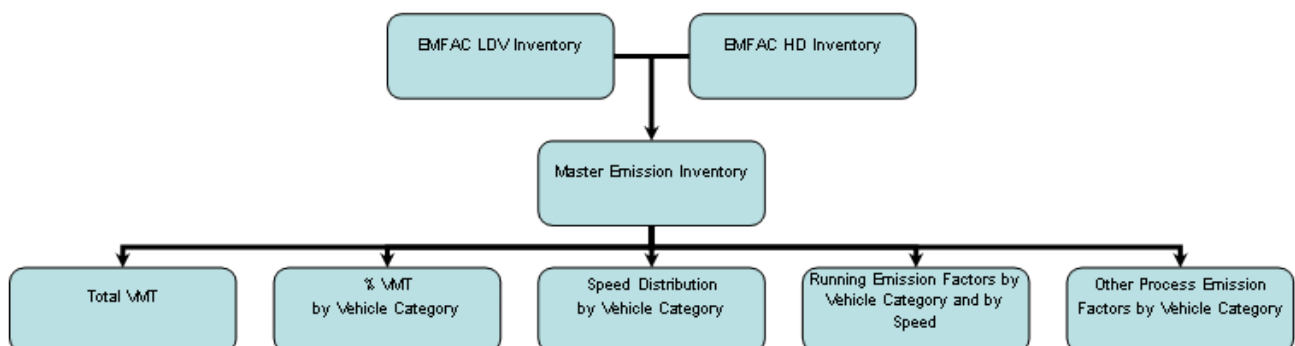 EMFAC LDV Inventory
EMFAC HD Inventory
Master Emission Inventory
Total VMT
% VMT
by Vehicle Category
Speed Distribution
by Vehicle Category
Running Emission Factors by
Vehicle Category and by
Speed
Other Process Emission
Factors by Vehicle Category